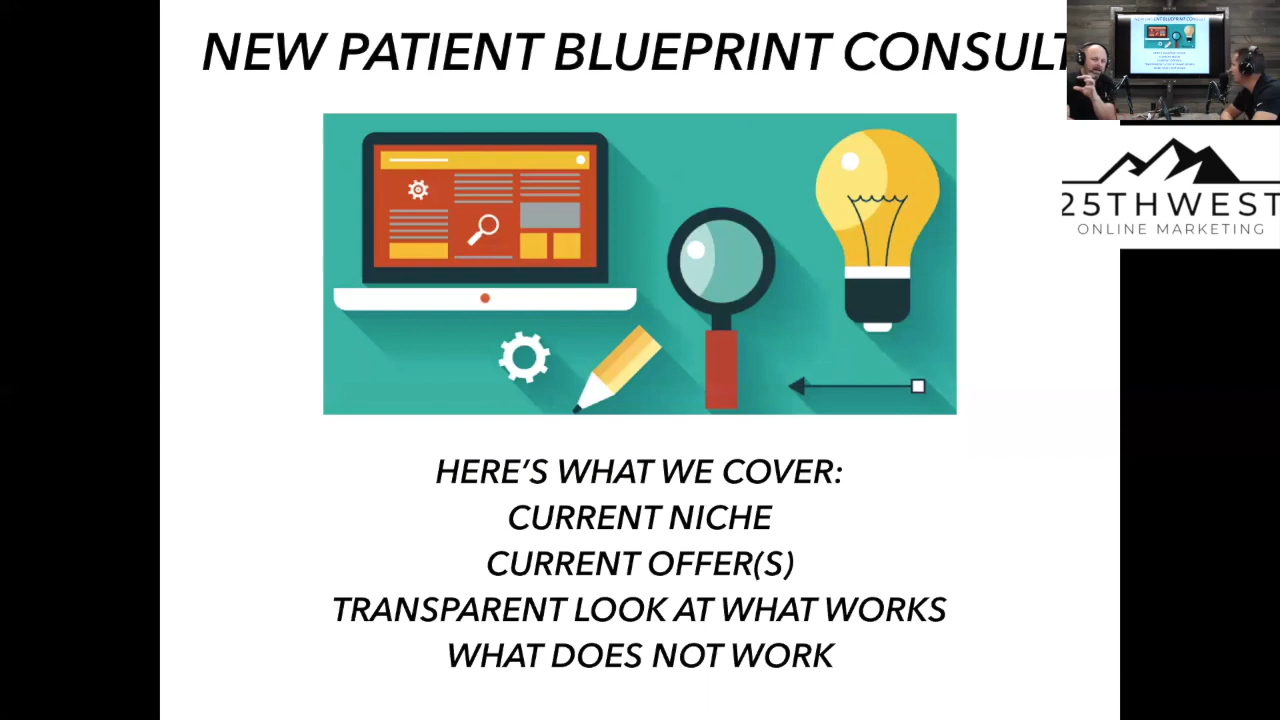 NEW PATIENT BLUEPRINT CONSULT
25THWEST
ONLINE MARKETING
HERE'S WHAT WE COVER:
CURRENT NICHE
CURRENT OFFER(S)
TRANSPARENT LOOK AT WHAT WORKS
WHAT DOES NOT WORK